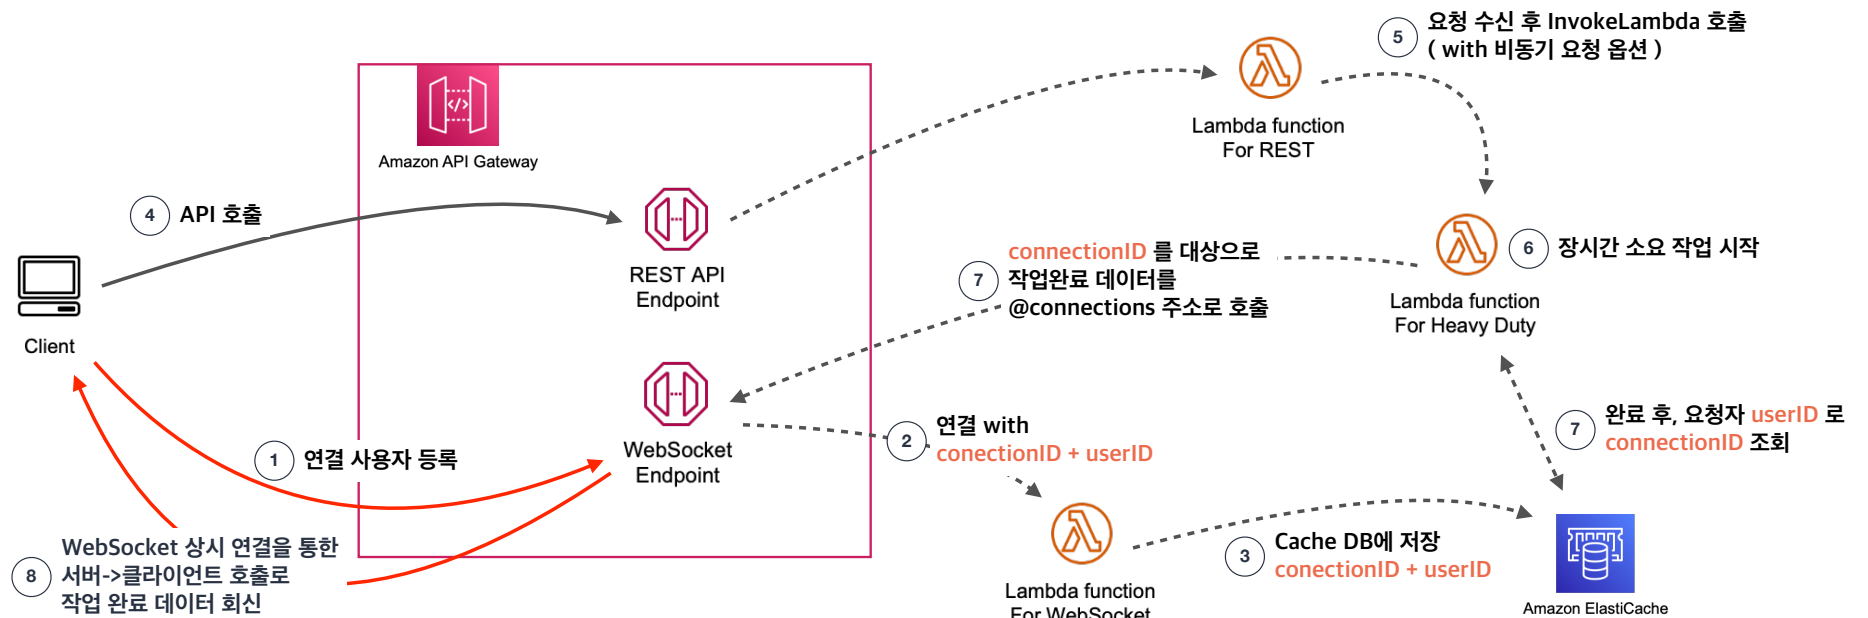 5
요청 수신 후 InvokeLambda 호출
( with 비동기 요청 옵션 )
Lambda function
For REST
Amazon API Gateway
4
API 호출
REST API
Endpoint
Client
7
connectionID 를 대상으로
작업완료 데이터를
@connections 주소로 호출
6
장시간 소요 작업 시작
Lambda function
For Heavy Duty
1
연결 사용자 등록
WebSocket
Endpoint
2
연결 with
conectionID + userID
7
완료 후, 요청자 userID 로
connectionID 조회
8
WebSocket 상시 연결을 통한
서버->클라이언트 호출로
작업 완료 데이터 회신
3
Cache DB에 저장
conectionID + userID
Lambda function
For WebSocket
Amazon ElastiCache